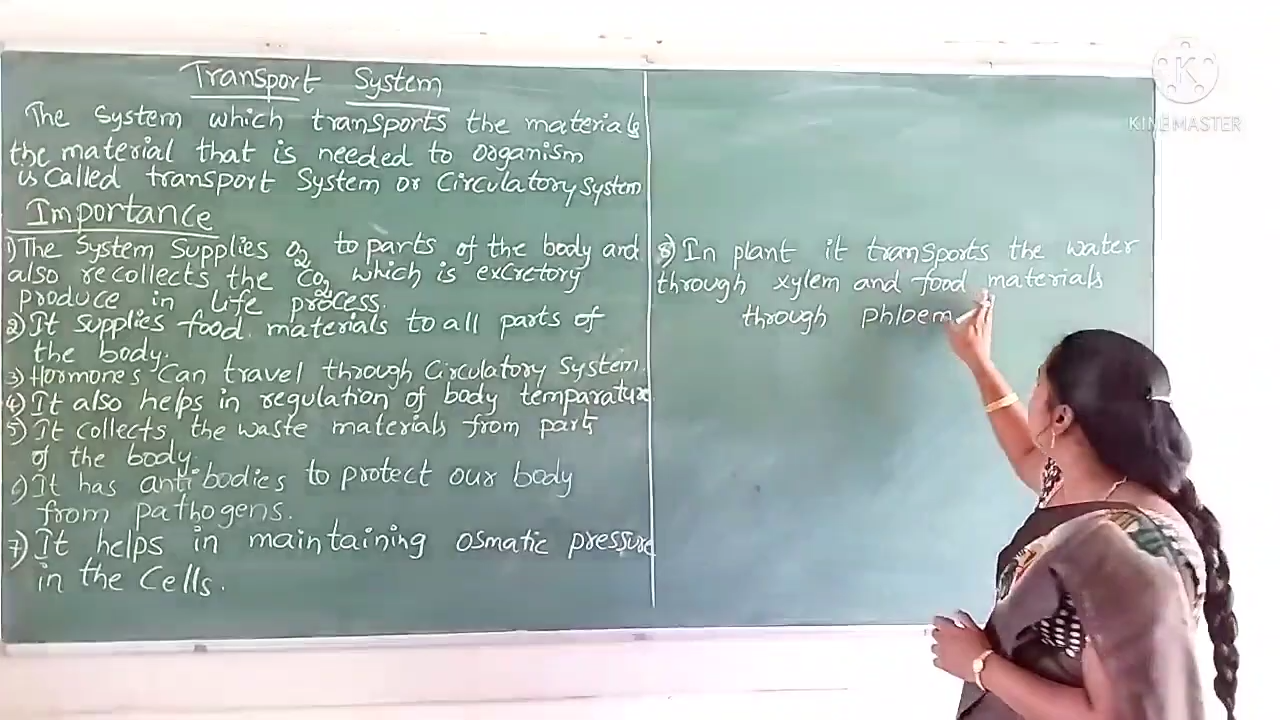 Transport System
The System which transports the materials
the material that is needed to organism
is Called transport System or Circulatory System
Importance
1) The System Supplies O2 to parts of the body and
also recollects the CO2 which is excretory
produce in life process.
2) It supplies food materials to all parts of
the body.
3) Hormones Can travel through Circulatory System.
4) It also helps in regulation of body temparature
5) It collects the waste materials from parts
of the body.
6) It has antibodies to protect our body
from pathogens.
7) It helps in maintaining osmatic pressure
in the Cells.
8) In plant it transports the water
through xylem and food materials
through phloem
K
KINEMASTER